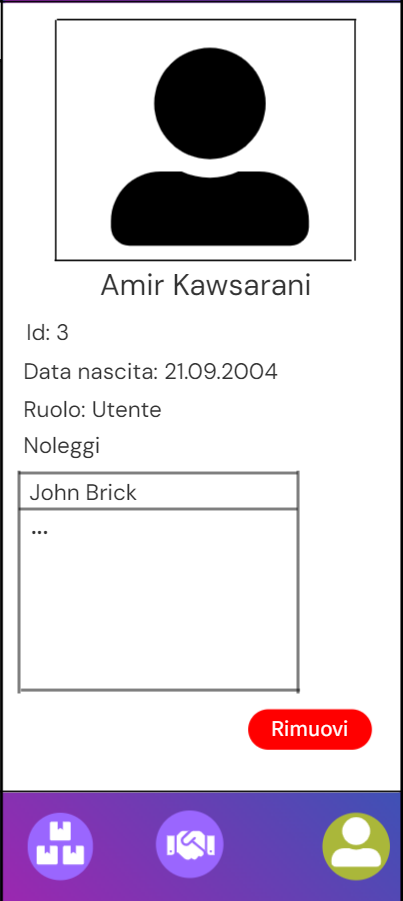 Amir Kawsarani
Id: 3
Data nascita: 21.09.2004
Ruolo: Utente
Noleggi
John Brick
...
Rimuovi